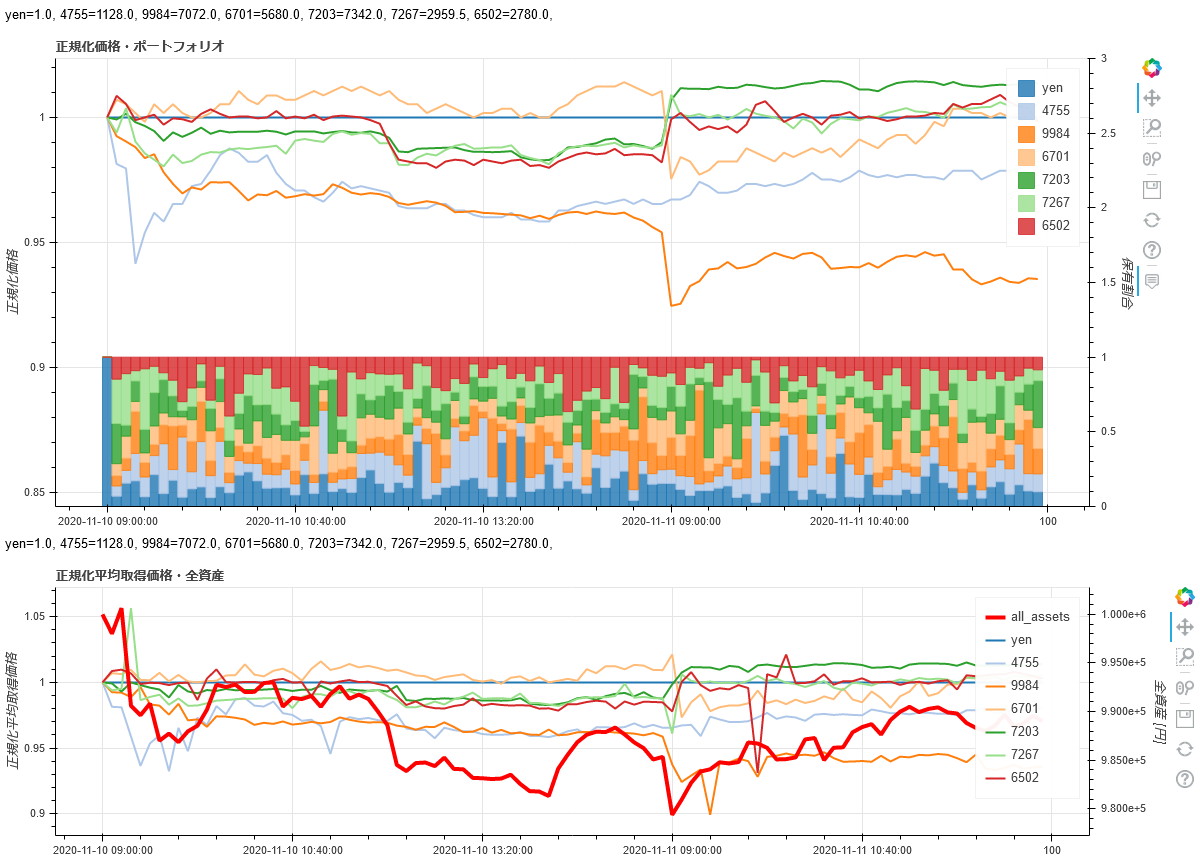 yen=1.0, 4755=1128.0, 9984=7072.0, 6701=5680.0, 7203=7342.0, 7267=2959.5, 6502=2780.0,
正規化価格・ポートフォリオ
3
yen
4755
1
9984
2.5
6701
7203
7267
2
6502
0.95
正規化価格
保有割合
1.5
0.9
1
0.5
0.85
0
2020-11-10 09:00:00
2020-11-10 10:40:00
2020-11-10 13:20:00
2020-11-11 09:00:00
2020-11-11 10:40:00
100
yen=1.0, 4755=1128.0, 9984=7072.0, 6701=5680.0, 7203=7342.0, 7267=2959.5, 6502=2780.0,
正規化平均取得価格・全資産
1.05
all_assets
1.000e+6
yen
4755
9.950e+5
1
9984
6701
9.900e+5
7203
正規化平均取得価格
全資産 [円]
0.95
7267
9.850e+5
6502
0.9
9.800e+5
2020-11-10 09:00:00
2020-11-10 10:40:00
2020-11-10 13:20:00
2020-11-11 09:00:00
2020-11-11 10:40:00
100